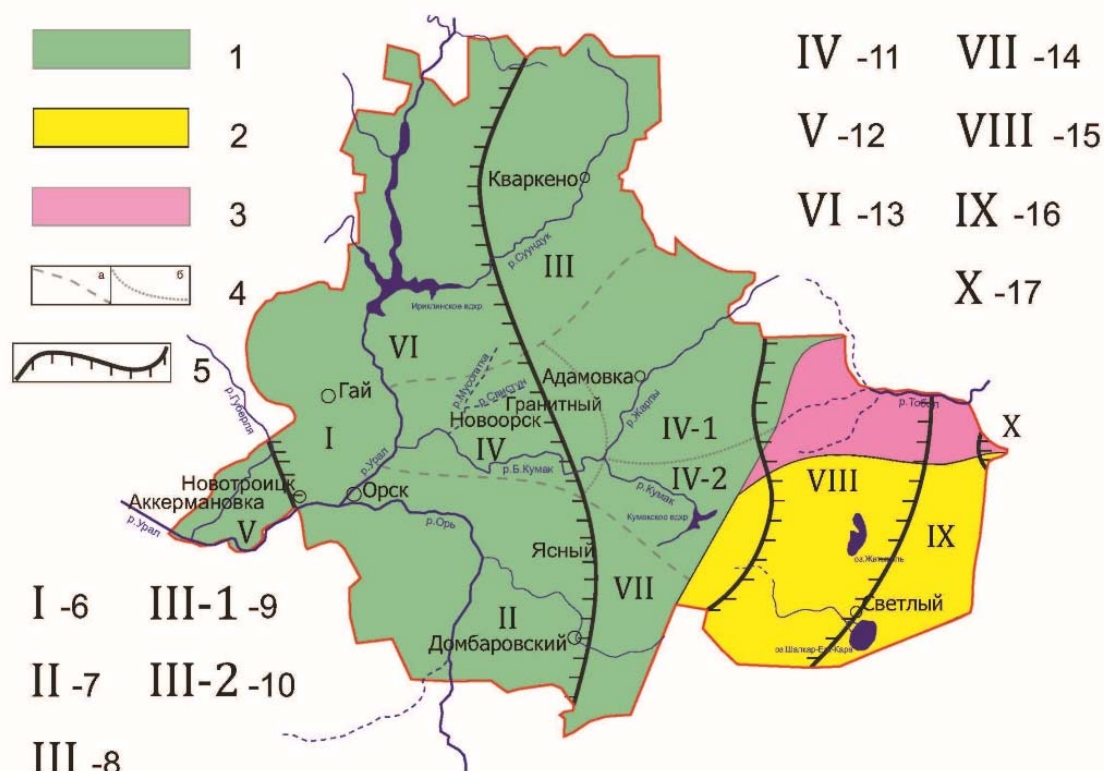 1
2
3
а б 4
5
IV -11 VII -14
V -12 VIII -15
VI -13 IX -16
X -17
Кваркено
р.Суундук
III
Ириклинское вдхр
VI
р.Мусогатка
Адамовка
р.Свистун
Гай
Гранитный
р.Жарлы
р.Тобол
р.Губерля
Новоорск
X
I
IV
IV-1
р.Урал
р.Б.Кумак
IV-2
VIII
Новотроицк
Орск
р.Кумак
Аккермановка
Кумакское вдхр
р.Урал
V
р.Орь
IX
Ясный
VII
Светлый
II
Домбаровский
I -6 III-1 -9
II -7 III-2 -10
III -8